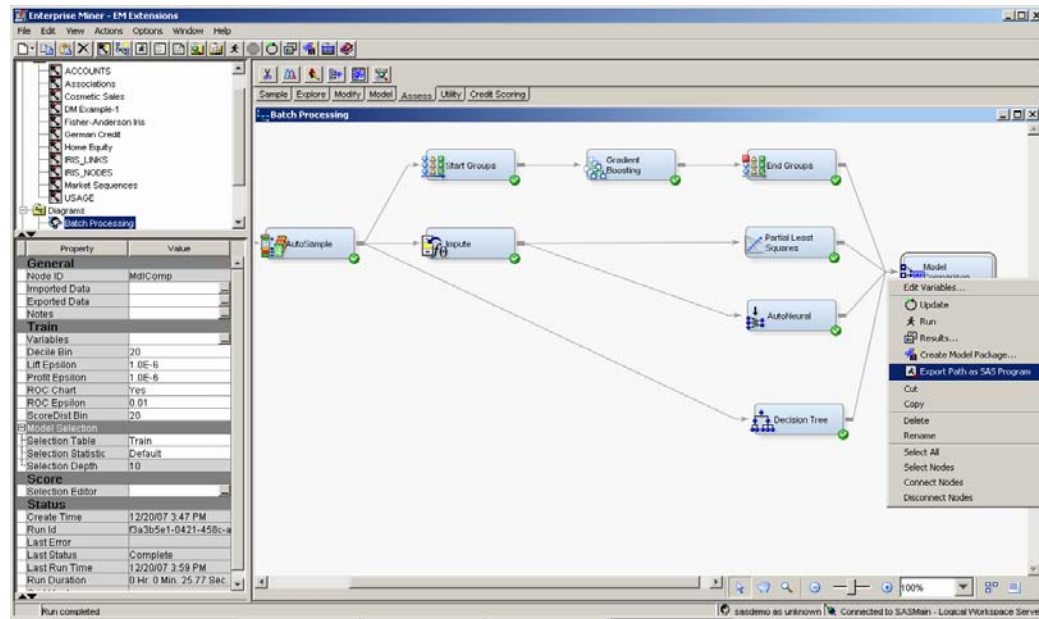 Enterprise Miner - EM Extensions
File Edit View Actions Options Window Help
ACCOUNTS
Associations
Cosmetic Sales
DM Example-1
Fisher-Anderson Iris
German Credit
Home Equity
IRIS_LINKS
IRIS_NODES
Market Sequences
USAGE
Diagrams
Batch Processing
Sample Explore Modify Model Assess Utility Credit Scoring
Batch Processing
Start Groups
Gradient
Boosting
End Groups
AutoSample
Impute
Partial Least
Squares
AutoNeural
Decision Tree
Model
Edit Variables...
Update
Run
Results...
Create Model Package...
Export Path as SAS Program
Cut
Copy
Delete
Rename
Select All
Select Nodes
Connect Nodes
Disconnect Nodes
Property Value
General
Node ID MdlComp
Imported Data
Exported Data
Notes
Train
Variables
Decile Bin 20
Lift Epsilon 1.0E-6
Profit Epsilon 1.0E-6
ROC Chart Yes
ROC Epsilon 0.01
ScoreDist Bin 20
Model Selection
Selection Table Train
Selection Statistic Default
Selection Depth 10
Score
Selection Editor
Status
Create Time 12/20/07 3:47 PM
Run Id f3a3b5e1-0421-458c-a
Last Error
Last Status Complete
Last Run Time 12/20/07 3:59 PM
Run Duration 0 Hr. 0 Min. 25.77 Sec.
100%
Run completed
sasdemo as unknown Connected to SASMain - Logical Workspace Serve